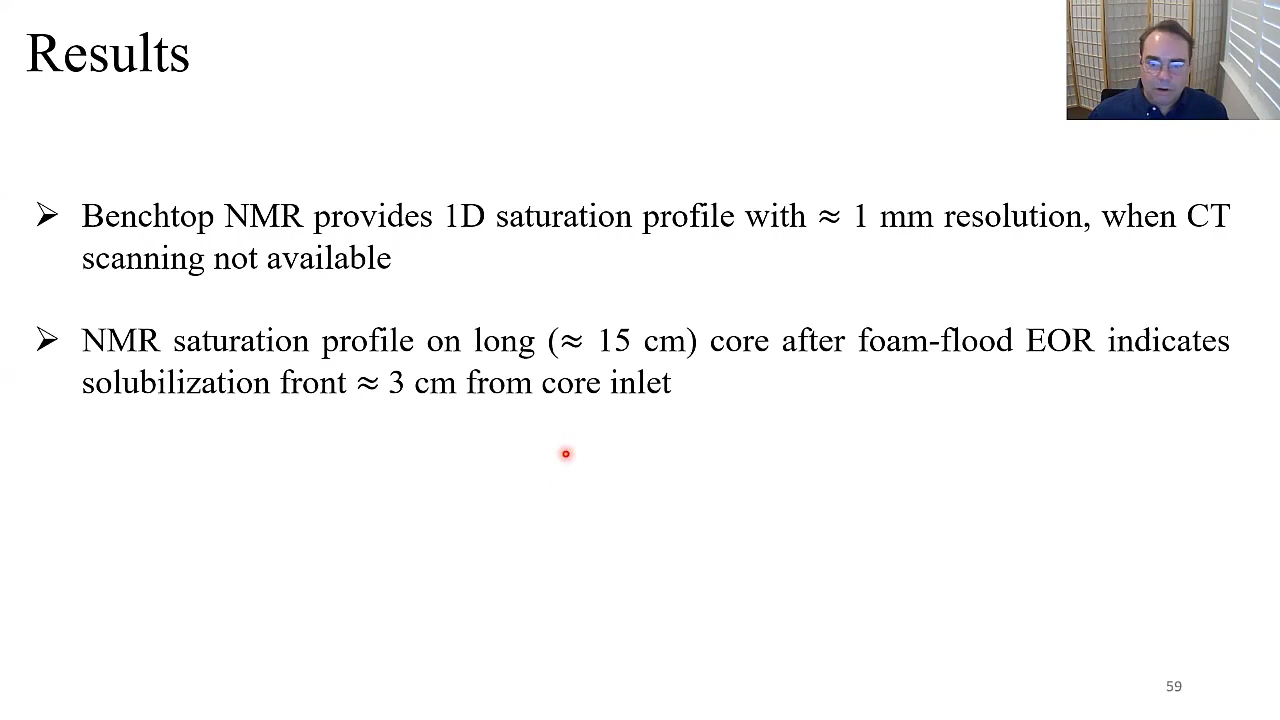 Results
➢ Benchtop NMR provides 1D saturation profile with ≈ 1 mm resolution, when CT
scanning not available
➢ NMR saturation profile on long (≈ 15 cm) core after foam-flood EOR indicates
solubilization front ≈ 3 cm from core inlet
59